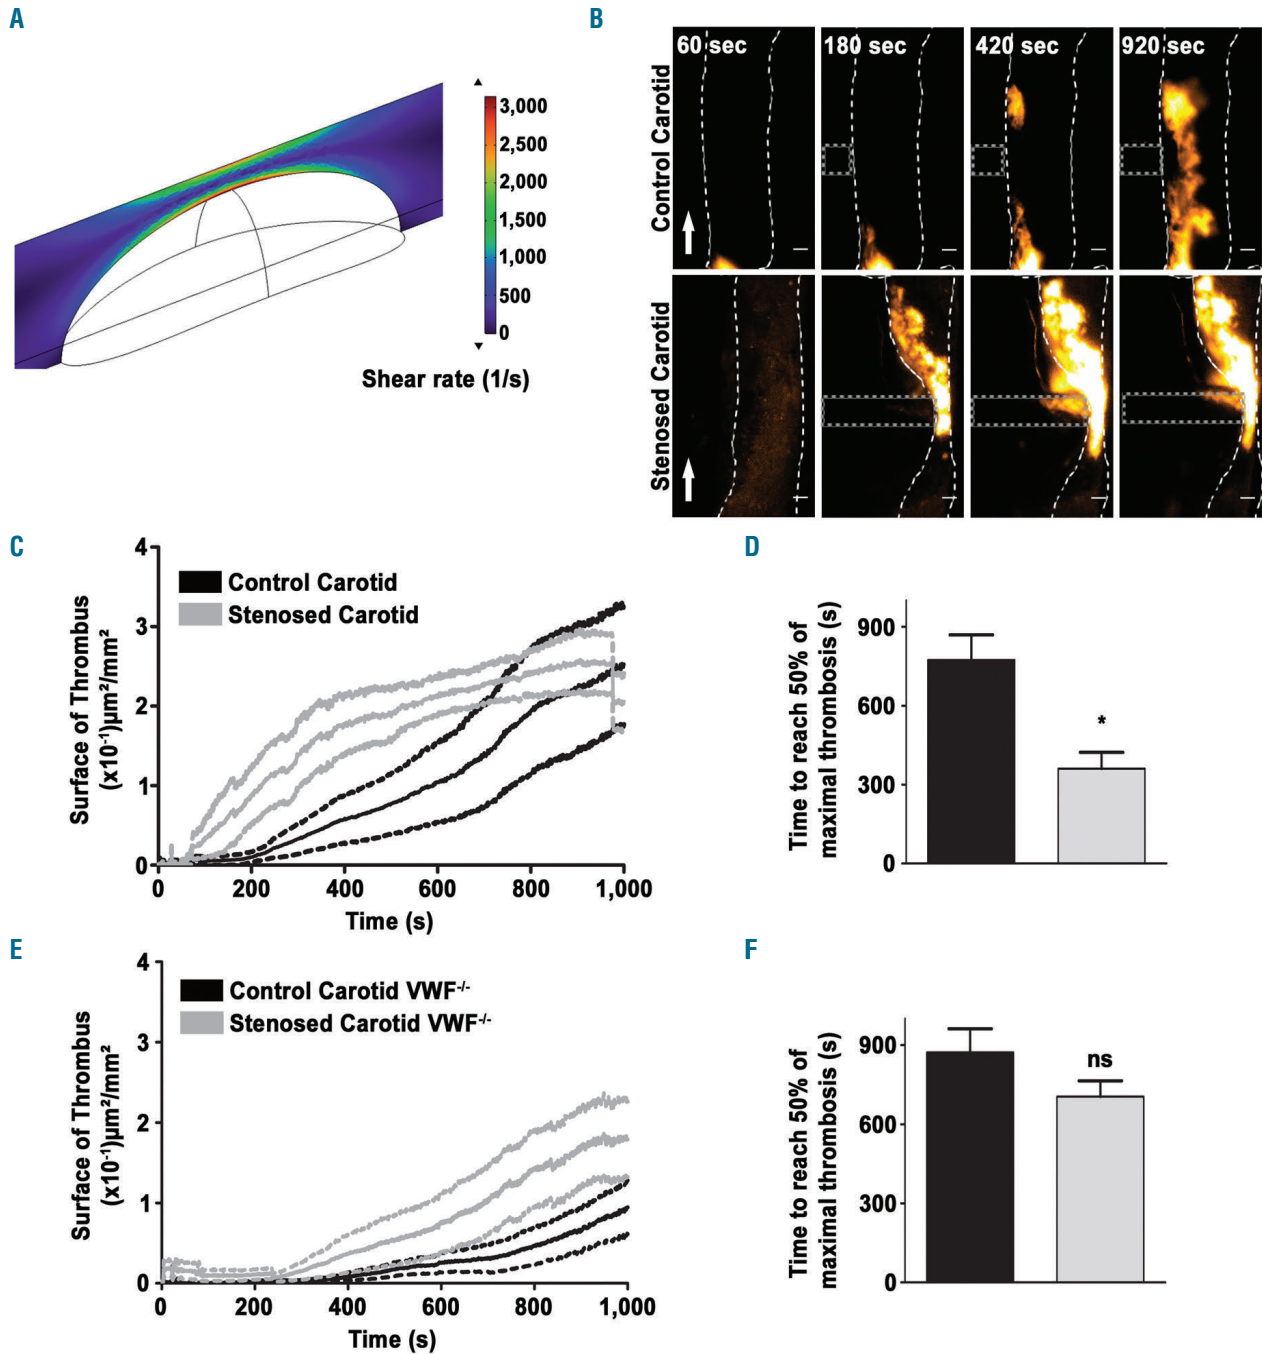 A
3,000
2,500
2,000
1,500
1,000
500
0
Shear rate (1/s)
B
60 sec
180 sec
420 sec
920 sec
Control Carotid
Stenosed Carotid
C
Surface of Thrombus
(x10⁻¹)µm²/mm²
4
3
2
1
0
Control Carotid
Stenosed Carotid
0 200 400 600 800 1,000
Time (s)
D
Time to reach 50% of
maximal thrombosis (s)
900
600
300
0
*
E
Surface of Thrombus
(x10⁻¹)µm²/mm²
4
3
2
1
0
Control Carotid VWF⁻/⁻
Stenosed Carotid VWF⁻/⁻
0 200 400 600 800 1,000
Time (s)
F
Time to reach 50% of
maximal thrombosis (s)
900
600
300
0
ns